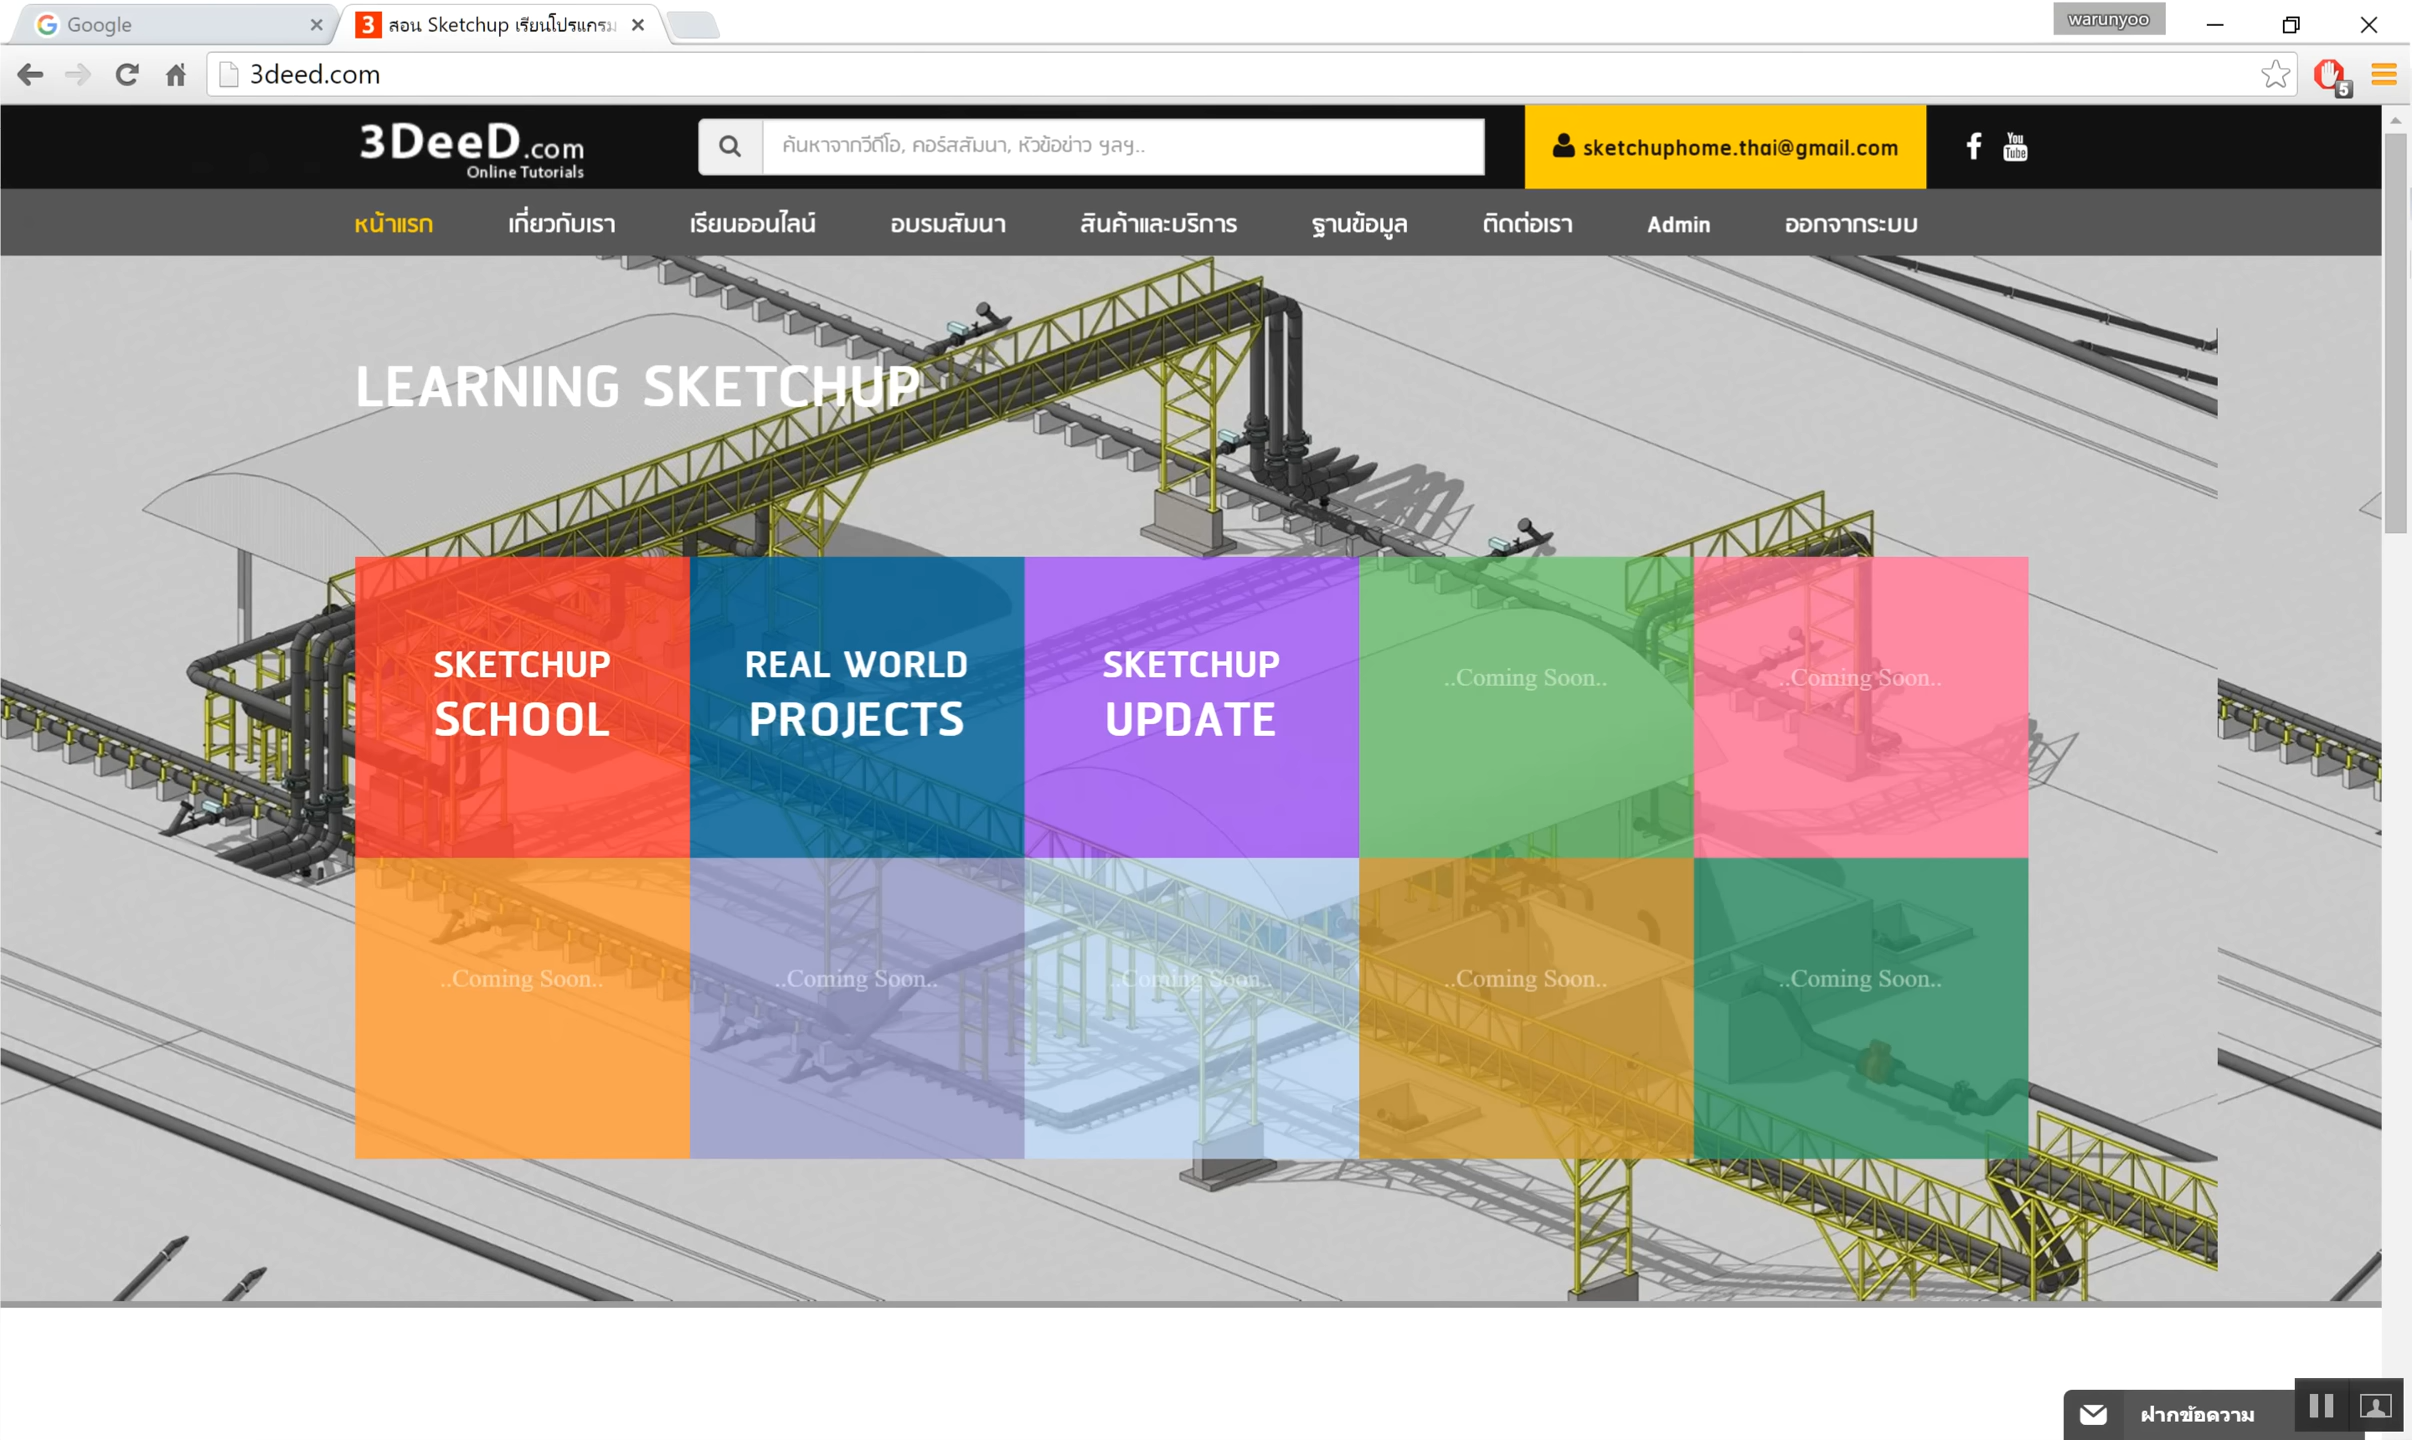 Google
สอน Sketchup เรียนโปรแกรม
warunyoo
3deed.com
5
3DeeD.com
Online Tutorials
ค้นหาจากวีดีโอ, คอร์สสัมนา, หัวข้อข่าว ฯลฯ..
sketchuphome.thai@gmail.com
You
Tube
หน้าแรก เกี่ยวกับเรา เรียนออนไลน์ อบรมสัมนา สินค้าและบริการ ฐานข้อมูล ติดต่อเรา Admin ออกจากระบบ
LEARNING SKETCHUP
SKETCHUP
SCHOOL
REAL WORLD
PROJECTS
SKETCHUP
UPDATE
..Coming Soon..
..Coming Soon..
..Coming Soon..
..Coming Soon..
..Coming Soon..
..Coming Soon..
..Coming Soon..
ฝากข้อความ